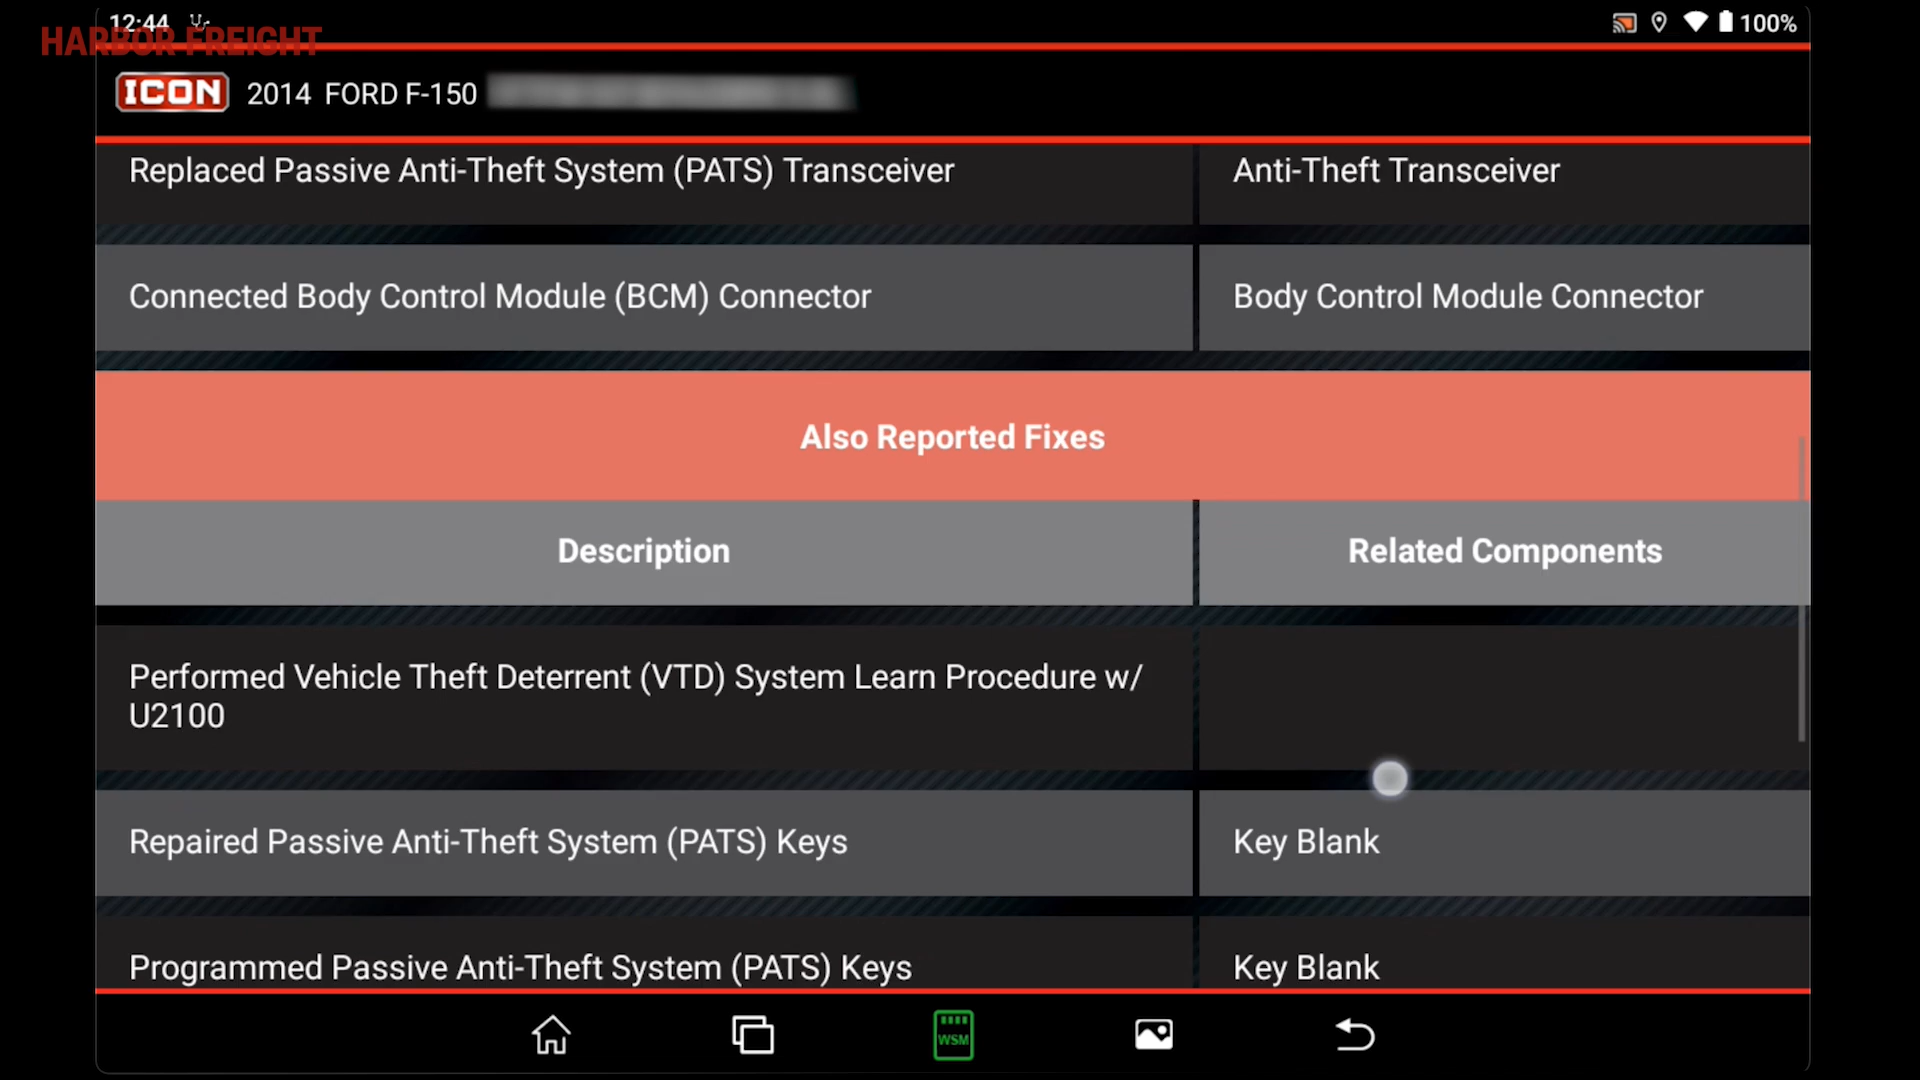 12:44
100%
HARBOR FREIGHT
ICON 2014 FORD F-150
Replaced Passive Anti-Theft System (PATS) Transceiver
Anti-Theft Transceiver
Connected Body Control Module (BCM) Connector
Body Control Module Connector
Also Reported Fixes
Description
Related Components
Performed Vehicle Theft Deterrent (VTD) System Learn Procedure w/
U2100
Repaired Passive Anti-Theft System (PATS) Keys
Key Blank
Programmed Passive Anti-Theft System (PATS) Keys
Key Blank
WSM